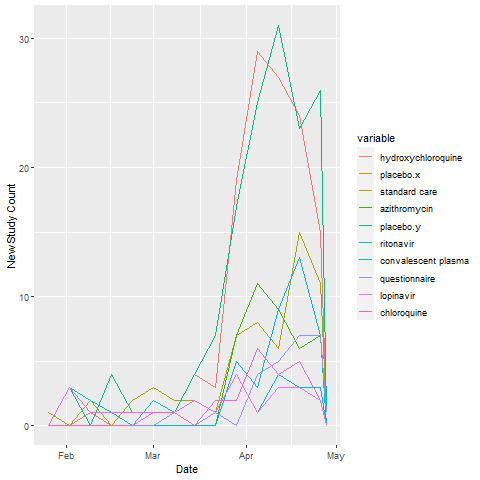 30
20
10
0
New Study Count
Feb
Mar
Apr
May
Date
variable
hydroxychloroquine
placebo.x
standard care
azithromycin
placebo.y
ritonavir
convalescent plasma
questionnaire
lopinavir
chloroquine